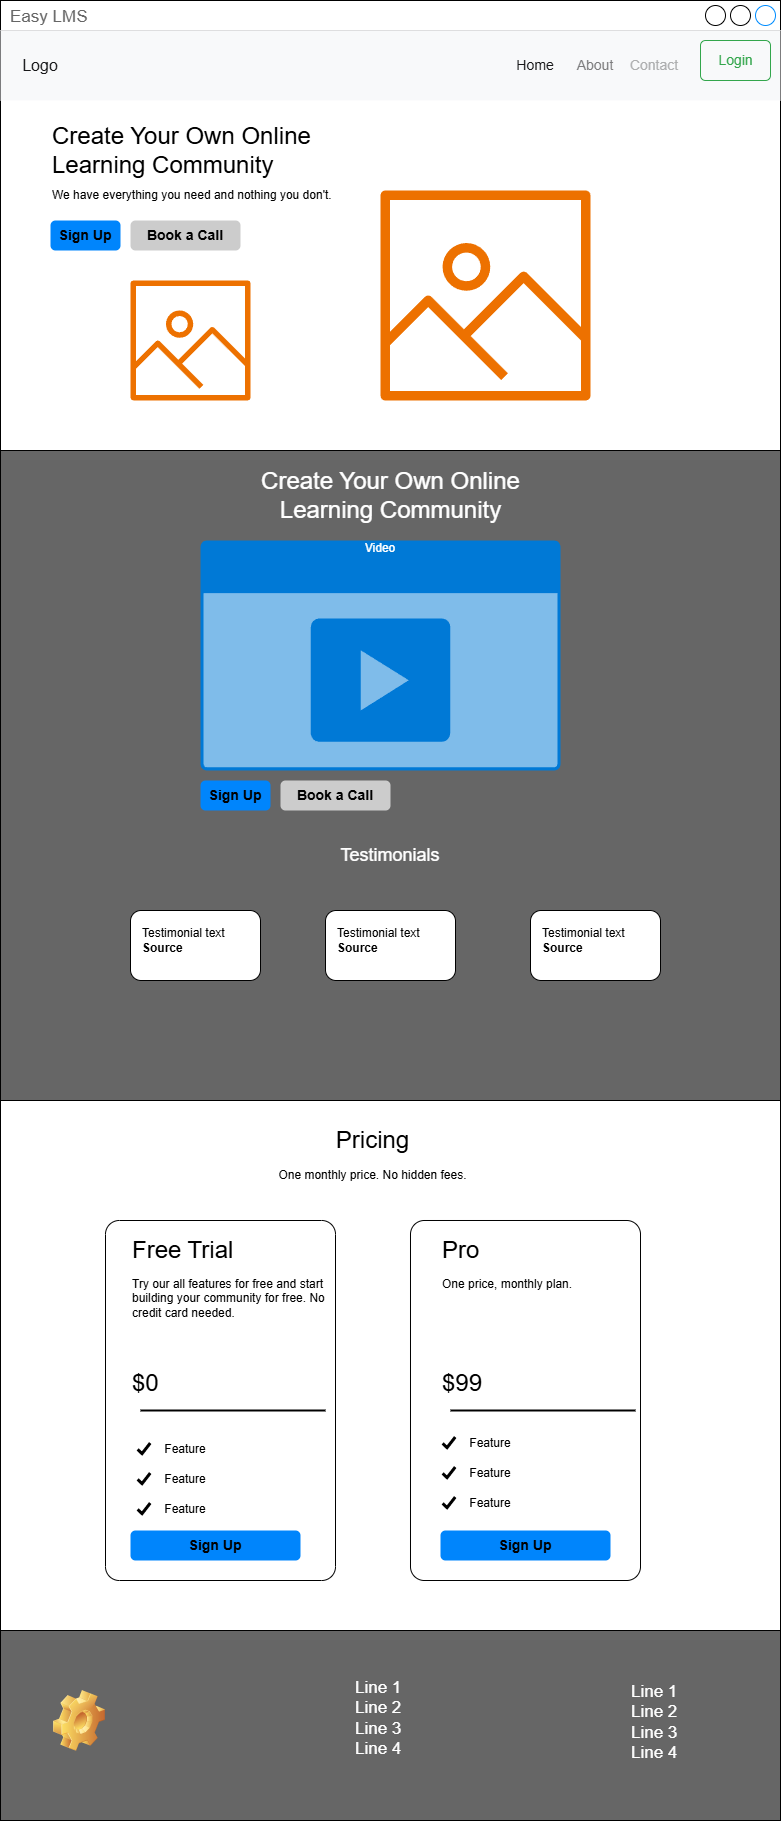 Easy LMS
Logo
Home About Contact Login
Create Your Own Online
Learning Community
We have everything you need and nothing you don't.
Sign Up Book a Call
Create Your Own Online
Learning Community
Video
Sign Up Book a Call
Testimonials
Testimonial text
Source
Testimonial text
Source
Testimonial text
Source
Pricing
One monthly price. No hidden fees.
Free Trial
Try our all features for free and start
building your community for free. No
credit card needed.
$0
Feature
Feature
Feature
Sign Up
Pro
One price, monthly plan.
$99
Feature
Feature
Feature
Sign Up
Line 1
Line 2
Line 3
Line 4
Line 1
Line 2
Line 3
Line 4